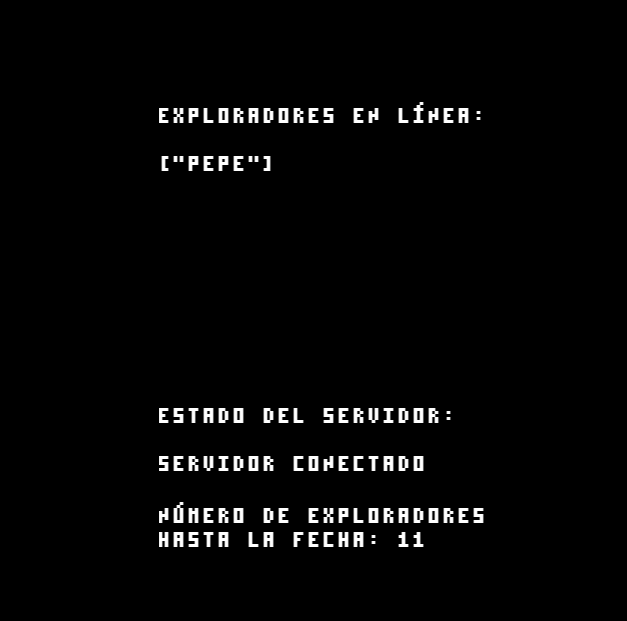 EXPLORADORES EN LÍNEA:
["PEPE"]
ESTADO DEL SERVIDOR:
SERVIDOR CONECTADO
NÚMERO DE EXPLORADORES
HASTA LA FECHA: 11